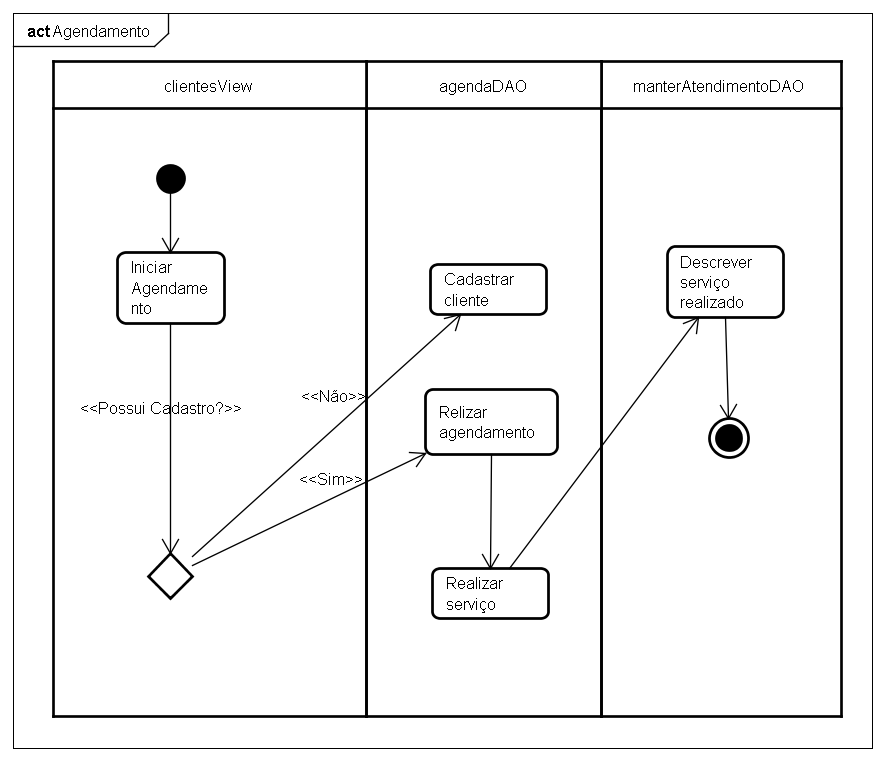 act Agendamento
clientesView
agendaDAO
manterAtendimentoDAO
Iniciar
Agendame
nto
Cadastrar
cliente
Descrever
serviço
realizado
<<Possui Cadastro?>>
<<Não>>
Relizar
agendamento
<<Sim>>
Realizar
serviço